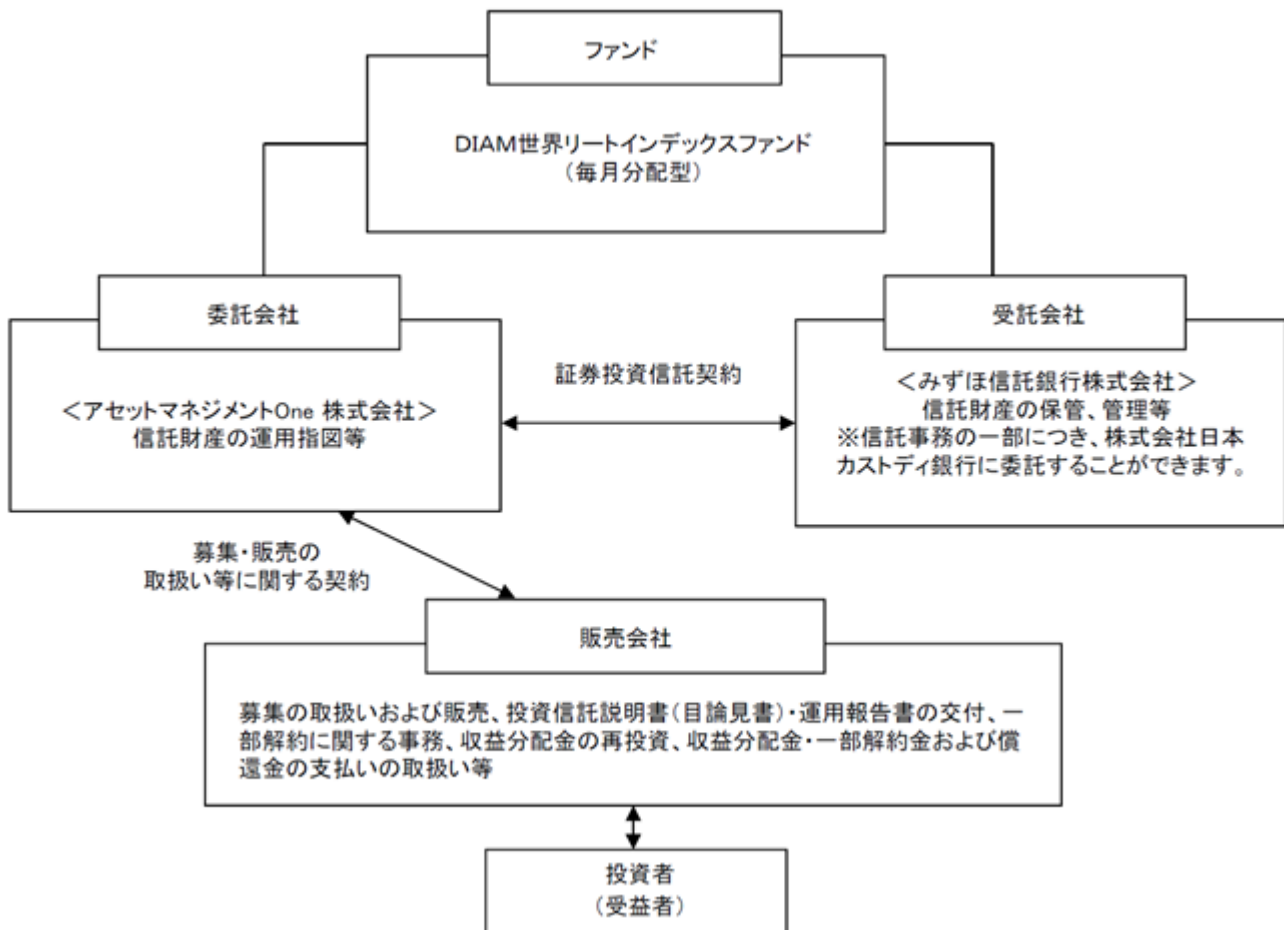 ファンド
DIAM世界リートインデックスファンド
（毎月分配型）
委託会社
＜アセットマネジメントOne 株式会社＞
信託財産の運用指図等
証券投資信託契約
受託会社
＜みずほ信託銀行株式会社＞
信託財産の保管、管理等
※信託事務の一部につき、株式会社日本
カストディ銀行に委託することができます。
募集・販売の
取扱い等に関する契約
販売会社
募集の取扱いおよび販売、投資信託説明書（目論見書）・運用報告書の交付、一
部解約に関する事務、収益分配金の再投資、収益分配金・一部解約金および償
還金の支払いの取扱い等
投資者
（受益者）